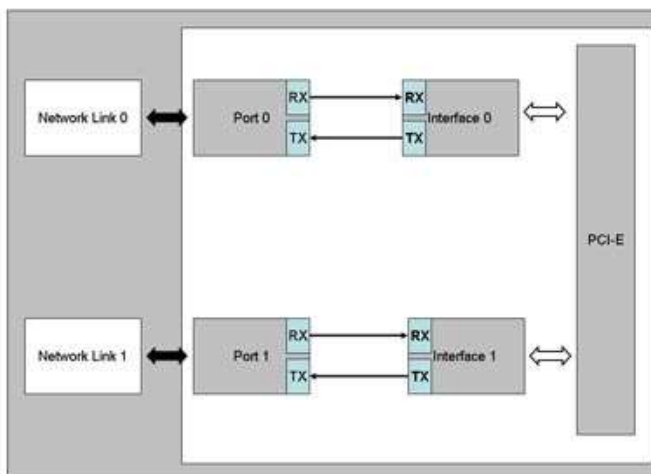 Network Link 0
Port 0
RX
TX
RX
TX
Interface 0
PCI-E
Network Link 1
Port 1
RX
TX
RX
TX
Interface 1